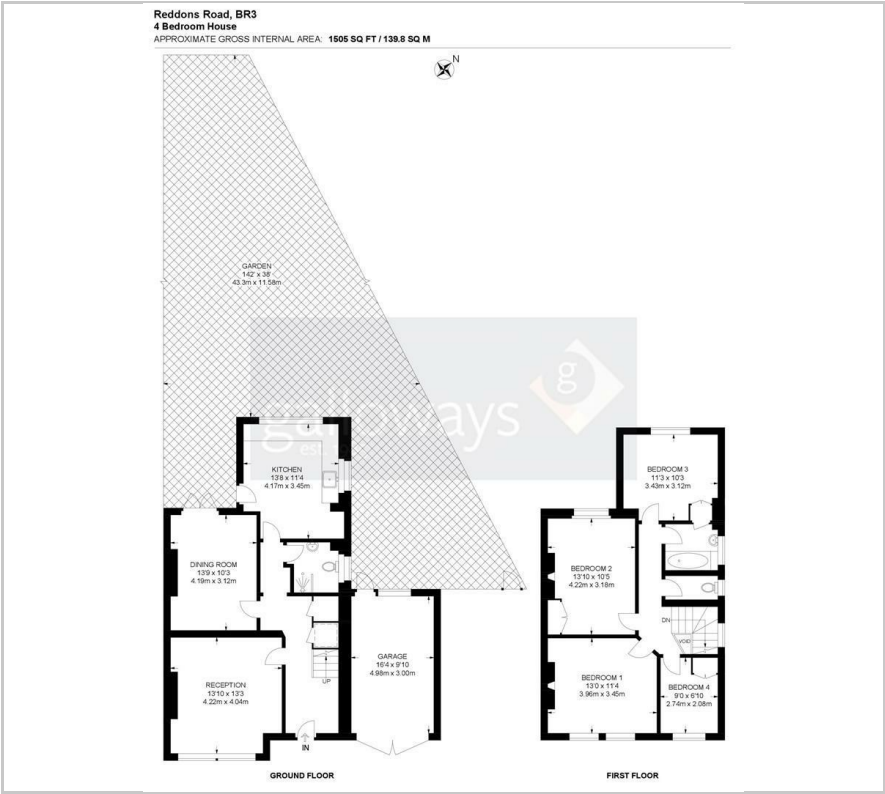 Reddons Road, BR3
4 Bedroom House
APPROXIMATE GROSS INTERNAL AREA: 1505 SQ FT / 139.8 SQ M
N
GARDEN
142' x 38'
43.3m x 11.58m
g
galloways
KITCHEN
13'8 x 11'4
4.17m x 3.45m
DINING ROOM
13'9 x 10'3
4.19m x 3.12m
RECEPTION
13'10 x 13'3
4.22m x 4.04m
UP
IN
GARAGE
16'4 x 9'10
4.98m x 3.00m
GROUND FLOOR
BEDROOM 3
11'3 x 10'3
3.43m x 3.12m
BEDROOM 2
13'10 x 10'5
4.22m x 3.18m
DN
VOID
BEDROOM 1
13'0 x 11'4
3.96m x 3.45m
BEDROOM 4
9'0 x 6'10
2.74m x 2.08m
FIRST FLOOR